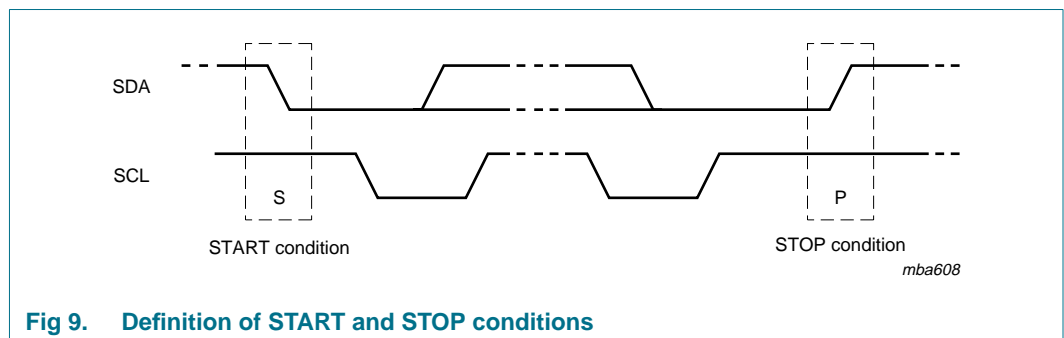 SDA
SCL
S
P
START condition
STOP condition
mba608
Fig 9. Definition of START and STOP conditions